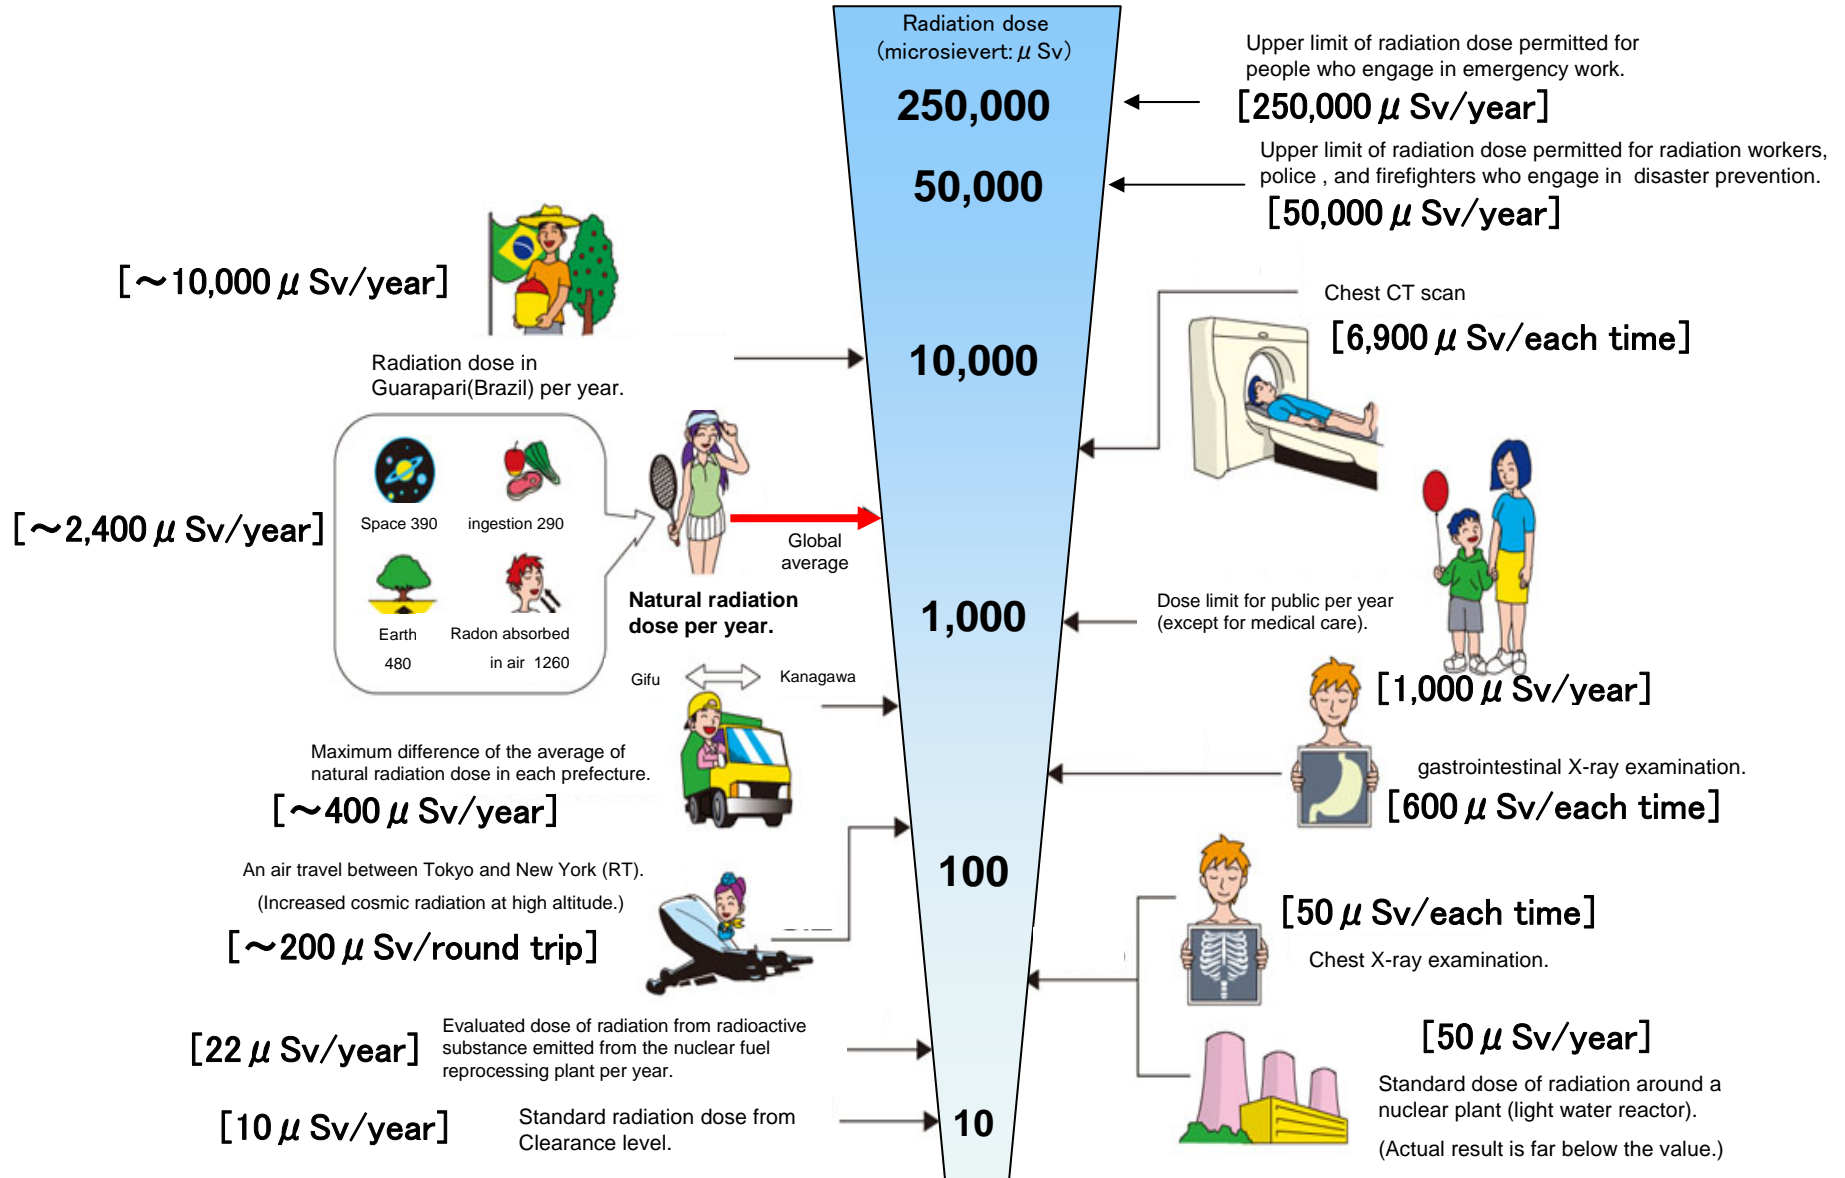 Radiation dose
(microsievert: μ Sv)
250,000
50,000
10,000
1,000
100
10
Upper limit of radiation dose permitted for
people who engage in emergency work.
[250,000 μ Sv/year]
Upper limit of radiation dose permitted for radiation workers,
police , and firefighters who engage in disaster prevention.
[50,000 μ Sv/year]
[～10,000 μ Sv/year]
Radiation dose in
Guarapari(Brazil) per year.
Chest CT scan
[6,900 μ Sv/each time]
[～2,400 μ Sv/year]
Space 390
ingestion 290
Earth
480
Radon absorbed
in air 1260
Global
average
Natural radiation
dose per year.
Dose limit for public per year
(except for medical care).
[1,000 μ Sv/year]
Gifu
Kanagawa
Maximum difference of the average of
natural radiation dose in each prefecture.
[～400 μ Sv/year]
gastrointestinal X-ray examination.
[600 μ Sv/each time]
An air travel between Tokyo and New York (RT).
(Increased cosmic radiation at high altitude.)
[～200 μ Sv/round trip]
[50 μ Sv/each time]
Chest X-ray examination.
[22 μ Sv/year]
Evaluated dose of radiation from radioactive
substance emitted from the nuclear fuel
reprocessing plant per year.
[50 μ Sv/year]
Standard dose of radiation around a
nuclear plant (light water reactor).
(Actual result is far below the value.)
[10 μ Sv/year]
Standard radiation dose from
Clearance level.